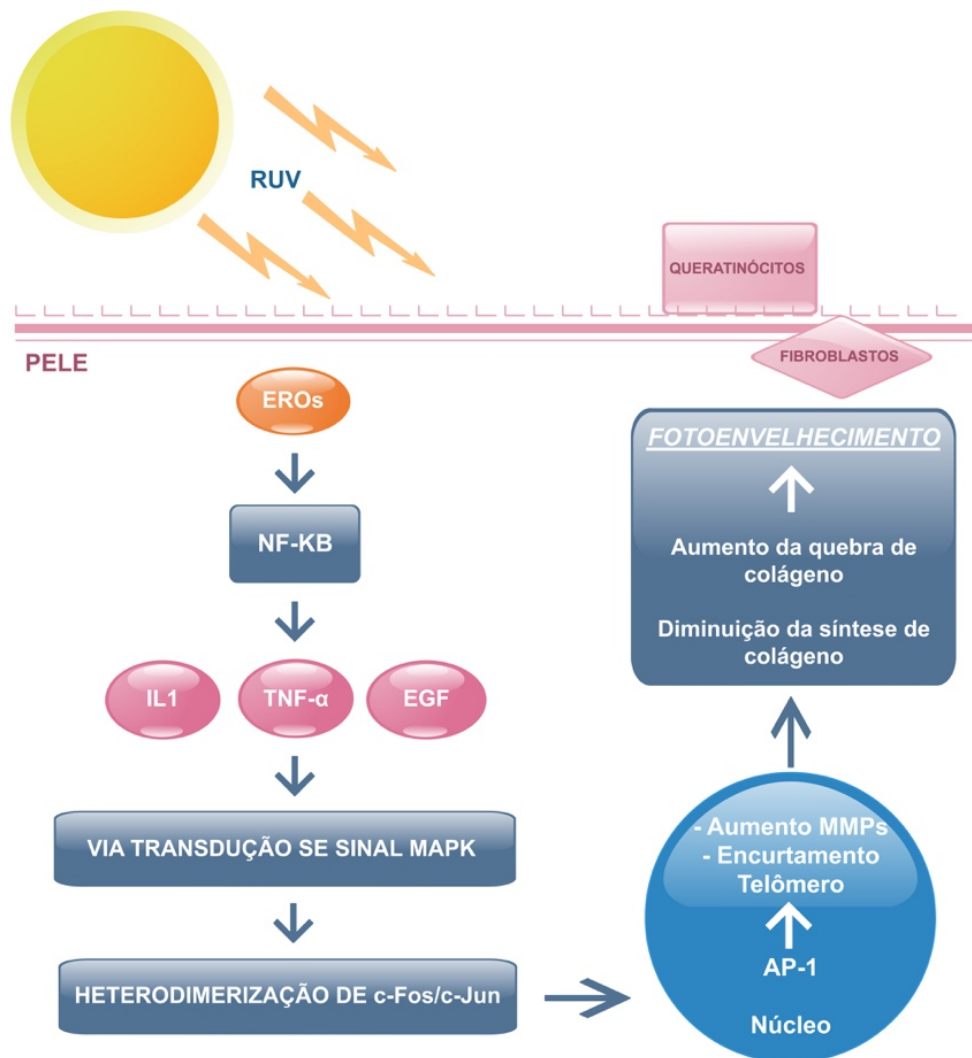 RUV
QUERATINÓCITOS
FIBROBLASTOS
PELE
EROs
NF-KB
IL1
TNF-α
EGF
VIA TRANSDUÇÃO SE SINAL MAPK
HETERODIMERIZAÇÃO DE c-Fos/c-Jun
- Aumento MMPs
- Encurtamento
Telômero
AP-1
Núcleo
FOTOENVELHECIMENTO
Aumento da quebra de
colágeno
Diminuição da síntese de
colágeno